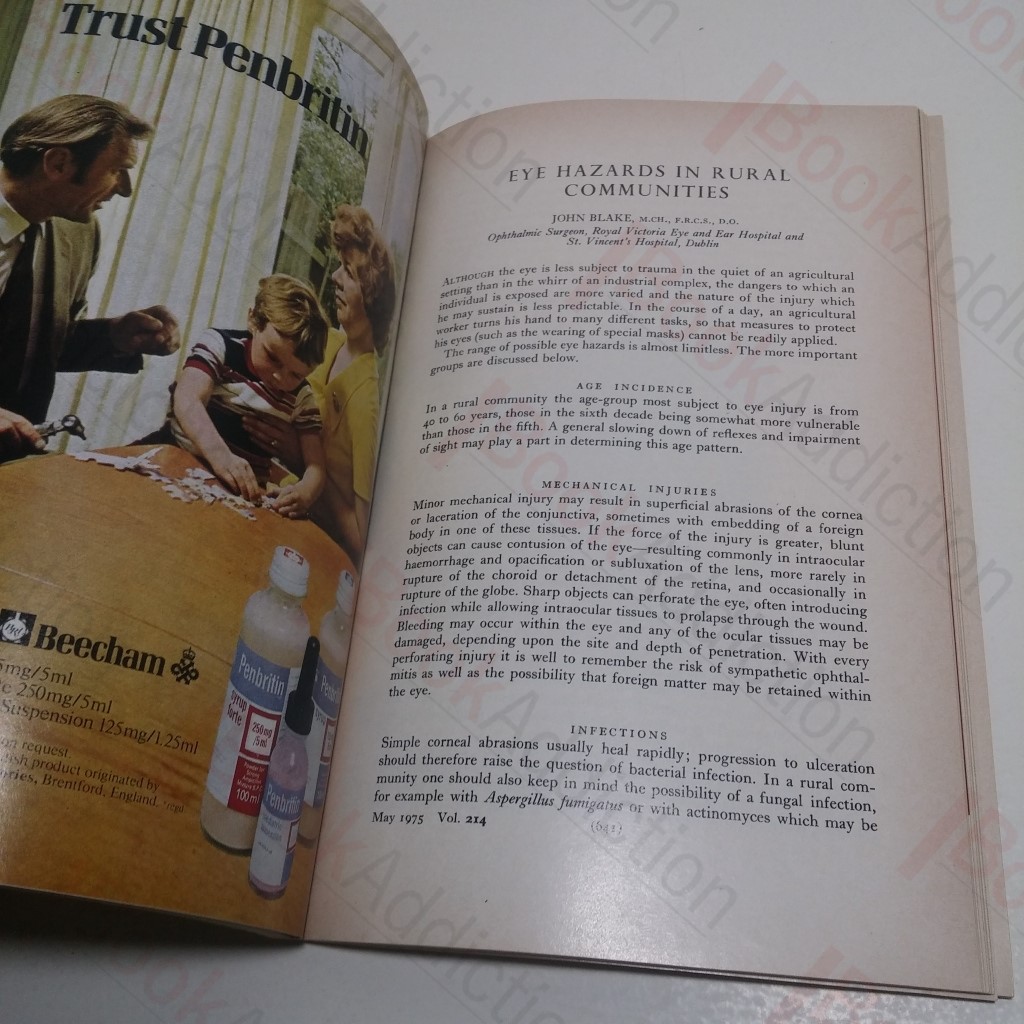 Trust Penbritin
Beecham
5mg/5ml
250mg/5ml
Suspension 125mg/1.25ml
request
product originated by
Brentford, England. *regd
Penbritin
syrup
forte
250mg
/5ml
100ml
Penbritin
EYE HAZARDS IN RURAL
COMMUNITIES
JOHN BLAKE, M.CH., F.R.C.S., D.O.
Ophthalmic Surgeon, Royal Victoria Eye and Ear Hospital and
St. Vincent's Hospital, Dublin
ALTHOUGH the eye is less subject to trauma in the quiet of an agricultural
setting than in the whirr of an industrial complex, the dangers to which an
individual is exposed are more varied and the nature of the injury which
he may sustain is less predictable. In the course of a day, an agricultural
worker turns his hand to many different tasks, so that measures to protect
his eyes (such as the wearing of special masks) cannot be readily applied.
The range of possible eye hazards is almost limitless. The more important
groups are discussed below.
AGE INCIDENCE
In a rural community the age-group most subject to eye injury is from
40 to 60 years, those in the sixth decade being somewhat more vulnerable
than those in the fifth. A general slowing down of reflexes and impairment
of sight may play a part in determining this age pattern.
MECHANICAL INJURIES
Minor mechanical injury may result in superficial abrasions of the cornea
or laceration of the conjunctiva, sometimes with embedding of a foreign
body in one of these tissues. If the force of the injury is greater, blunt
objects can cause contusion of the eye—resulting commonly in intraocular
haemorrhage and opacification or subluxation of the lens, more rarely in
rupture of the choroid or detachment of the retina, and occasionally in
rupture of the globe. Sharp objects can perforate the eye, often introducing
infection while allowing intraocular tissues to prolapse through the wound.
Bleeding may occur within the eye and any of the ocular tissues may be
damaged, depending upon the site and depth of penetration. With every
perforating injury it is well to remember the risk of sympathetic ophthal-
mitis as well as the possibility that foreign matter may be retained within
the eye.
INFECTIONS
Simple corneal abrasions usually heal rapidly; progression to ulceration
should therefore raise the question of bacterial infection. In a rural com-
munity one should also keep in mind the possibility of a fungal infection,
for example with Aspergillus fumigatus or with actinomyces which may be
May 1975 Vol. 214
(643)
BookAddiction